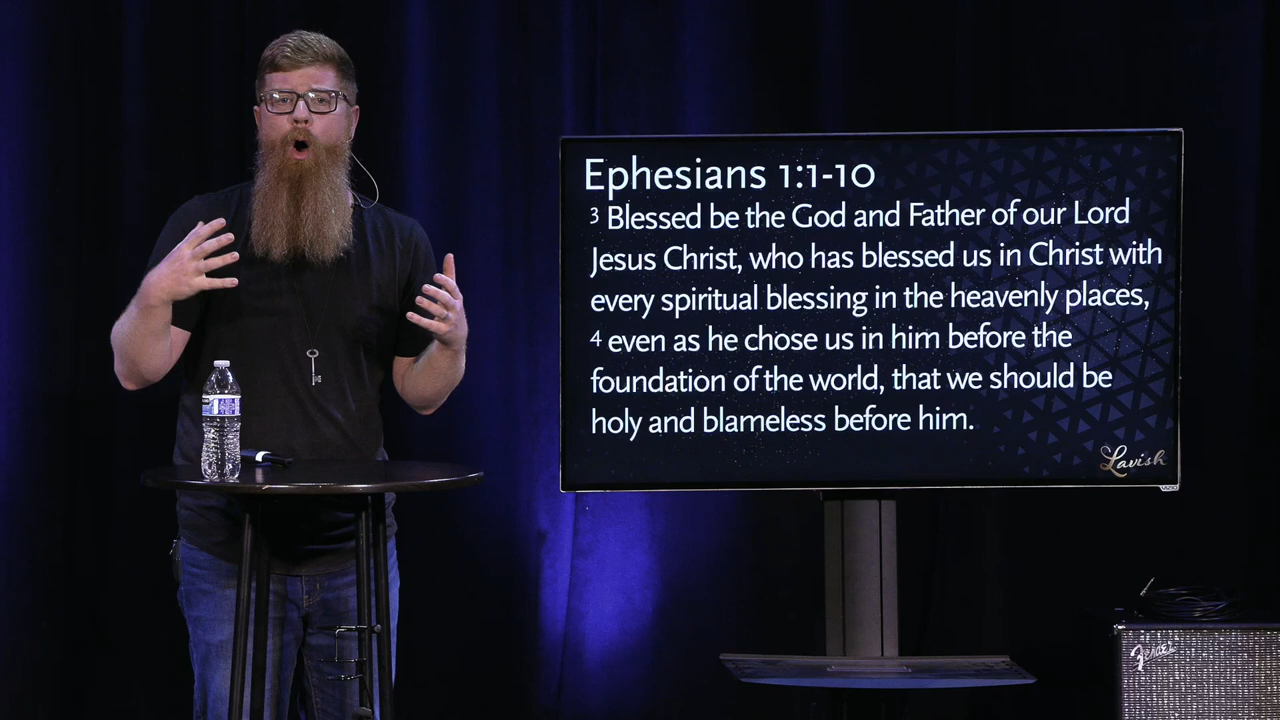 Ephesians 1:1-10
3 Blessed be the God and Father of our Lord
Jesus Christ, who has blessed us in Christ with
every spiritual blessing in the heavenly places,
4 even as he chose us in him before the
foundation of the world, that we should be
holy and blameless before him.
Lavish
VIZIO
Fender